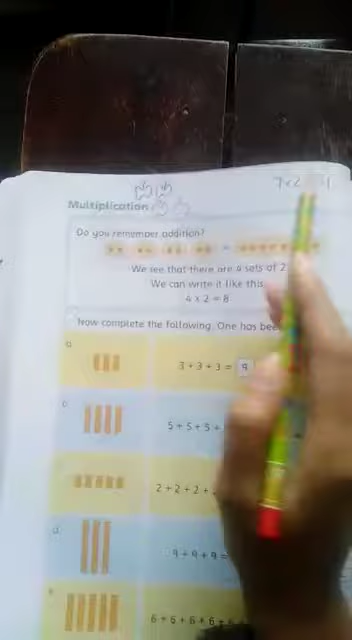 7x2
Multiplication
Do you remember addition?
=
We see that there are 4 sets of 2
We can write it like this
4 x 2 = 8
Now complete the following. One has
a
3 + 3 + 3 = 9
5 + 5 + 5 +
2 + 2 + 2 +
d
9 + 9 + 9 =
6 + 6 + 6 + 6 +